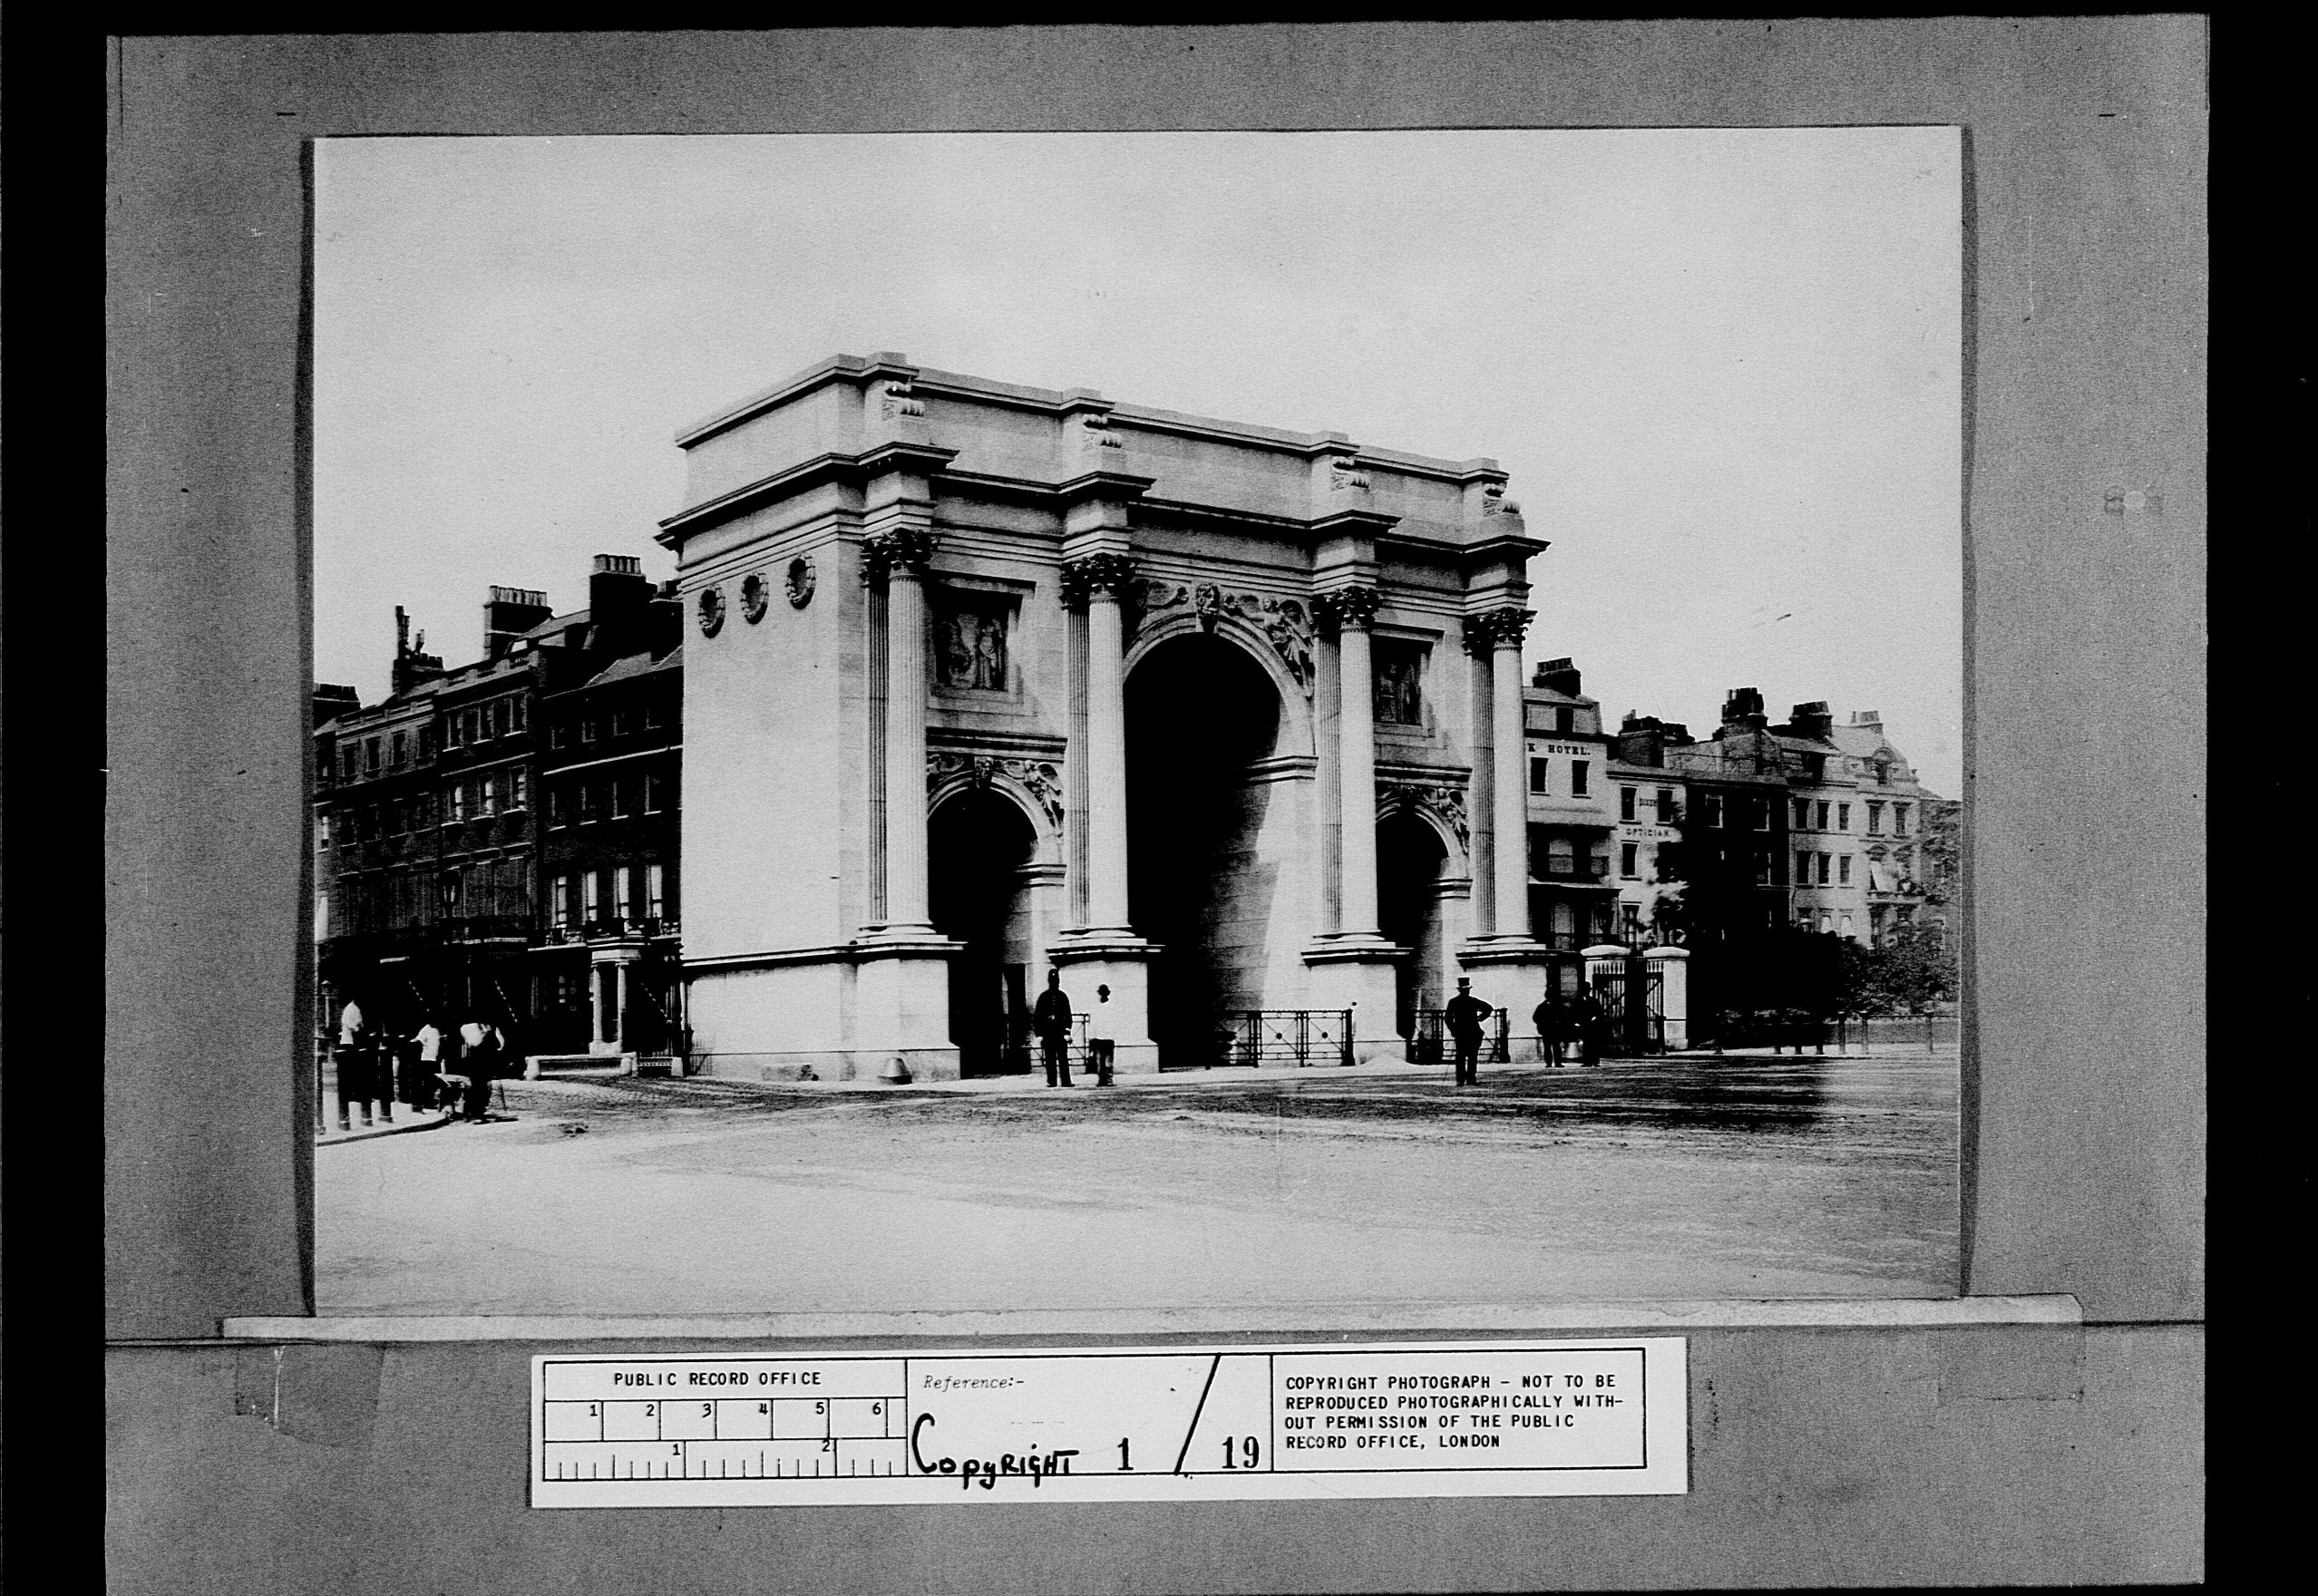 K HOTEL.
DIXEY
OPTICIAN
PUBLIC RECORD OFFICE
1 2 3 4 5 6
1 2
Reference:-
Copyright 1 / 19
COPYRIGHT PHOTOGRAPH - NOT TO BE
REPRODUCED PHOTOGRAPHICALLY WITH-
OUT PERMISSION OF THE PUBLIC
RECORD OFFICE, LONDON